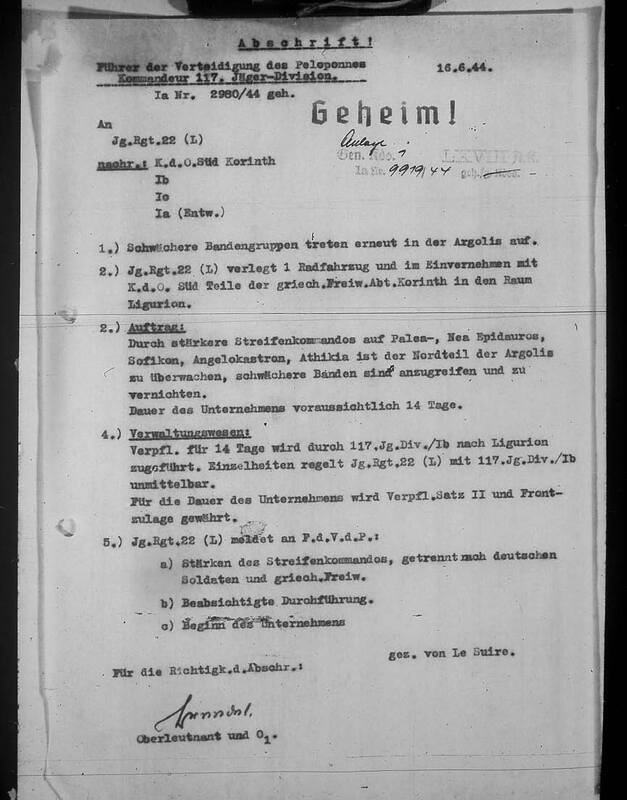 Abschrift!
Führer der Verteidigung des Peloponnes
16.6.44.
Kommandeur 117. Jäger-Division.
Ia Nr. 2980/44 geh.
Geheim!
An
Anlage
Jg.Rgt.22 (L)
Gen. Kdo.
nachr.: K.d.O.Süd Korinth
Ia Nr. 9919/44 geh.
Ib
Ic
Ia (Entw.)
1.) Schwächere Bandengruppen treten erneut in der Argolis auf.
2.) Jg.Rgt.22 (L) verlegt 1 Radfahrzug und im Einvernehmen mit
K.d.O. Süd Teile der griech.Freiw.Abt.Korinth in den Raum
Ligurion.
2.) Auftrag:
Durch stärkere Streifenkommandos auf Palea-, Nea Epidauros,
Sofikon, Angelokastron, Athikia ist der Nordteil der Argolis
zu überwachen, schwächere Banden sind anzugreifen und zu
vernichten.
Dauer des Unternehmens voraussichtlich 14 Tage.
4.) Verwaltungswesen:
Verpfl. für 14 Tage wird durch 117.Jg.Div./Ib nach Ligurion
zugeführt. Einzelheiten regelt Jg.Rgt.22 (L) mit 117.Jg.Div./Ib
unmittelbar.
Für die Dauer des Unternehmens wird Verpfl.Satz II und Front-
zulage gewährt.
5.) Jg.Rgt.22 (L) meldet an F.d.V.d.P.:
a) Stärken des Streifenkommandos, getrennt nach deutschen
Soldaten und griech.Freiw.
b) Beabsichtigte Durchführung.
c) Beginn des Unternehmens
gez. von Le Suire.
Für die Richtigk.d.Abschr.:
Oberleutnant und O1.